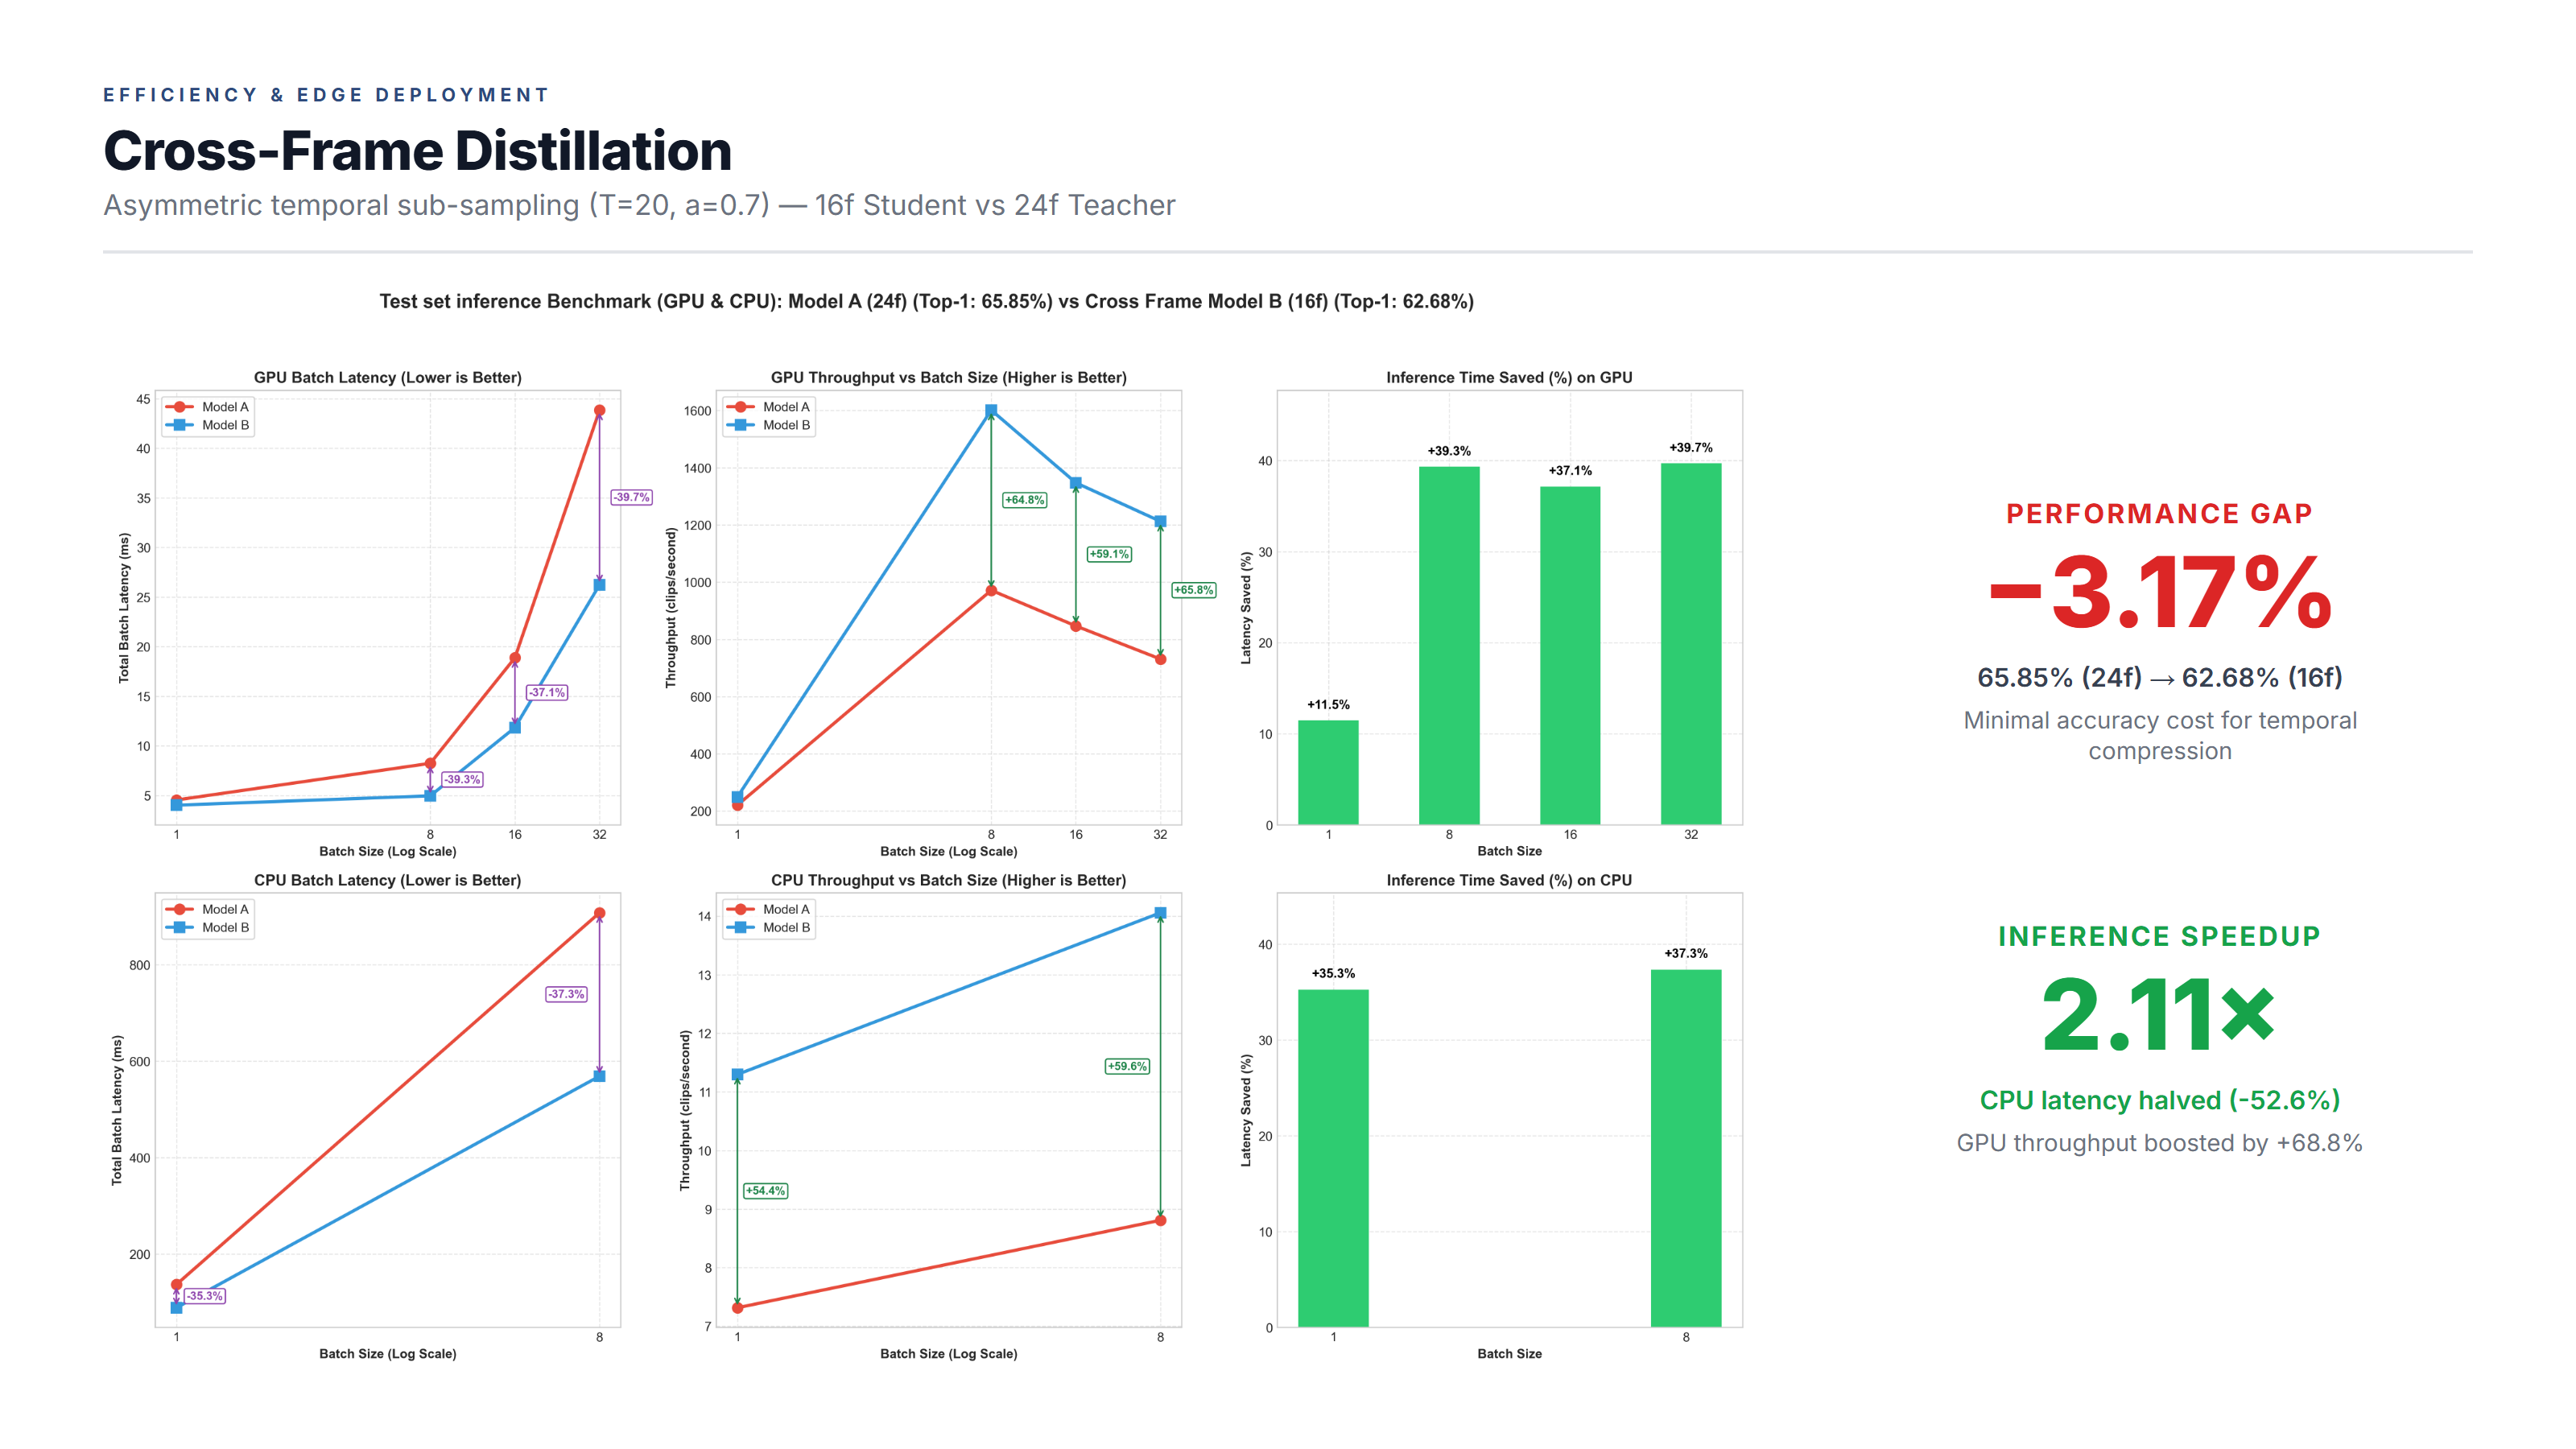 EFFICIENCY & EDGE DEPLOYMENT
Cross-Frame Distillation
Asymmetric temporal sub-sampling (T=20, a=0.7) — 16f Student vs 24f Teacher
Test set inference Benchmark (GPU & CPU): Model A (24f) (Top-1: 65.85%) vs Cross Frame Model B (16f) (Top-1: 62.68%)
GPU Batch Latency (Lower is Better)
Model A
Model B
Total Batch Latency (ms)
45
40
35
30
25
20
15
10
5
-39.7%
-37.1%
-39.3%
1
8
16
32
Batch Size (Log Scale)
GPU Throughput vs Batch Size (Higher is Better)
Model A
Model B
Throughput (clips/second)
1600
1400
1200
1000
800
600
400
200
+64.8%
+59.1%
+65.8%
1
8
16
32
Batch Size (Log Scale)
Inference Time Saved (%) on GPU
Latency Saved (%)
40
30
20
10
0
+11.5%
+39.3%
+37.1%
+39.7%
1
8
16
32
Batch Size
CPU Batch Latency (Lower is Better)
Model A
Model B
Total Batch Latency (ms)
800
600
400
200
-37.3%
-35.3%
1
8
Batch Size (Log Scale)
CPU Throughput vs Batch Size (Higher is Better)
Model A
Model B
Throughput (clips/second)
14
13
12
11
10
9
8
7
+59.6%
+54.4%
1
8
Batch Size (Log Scale)
Inference Time Saved (%) on CPU
Latency Saved (%)
40
30
20
10
0
+35.3%
+37.3%
1
8
Batch Size
PERFORMANCE GAP
−3.17%
65.85% (24f) → 62.68% (16f)
Minimal accuracy cost for temporal
compression
INFERENCE SPEEDUP
2.11×
CPU latency halved (-52.6%)
GPU throughput boosted by +68.8%